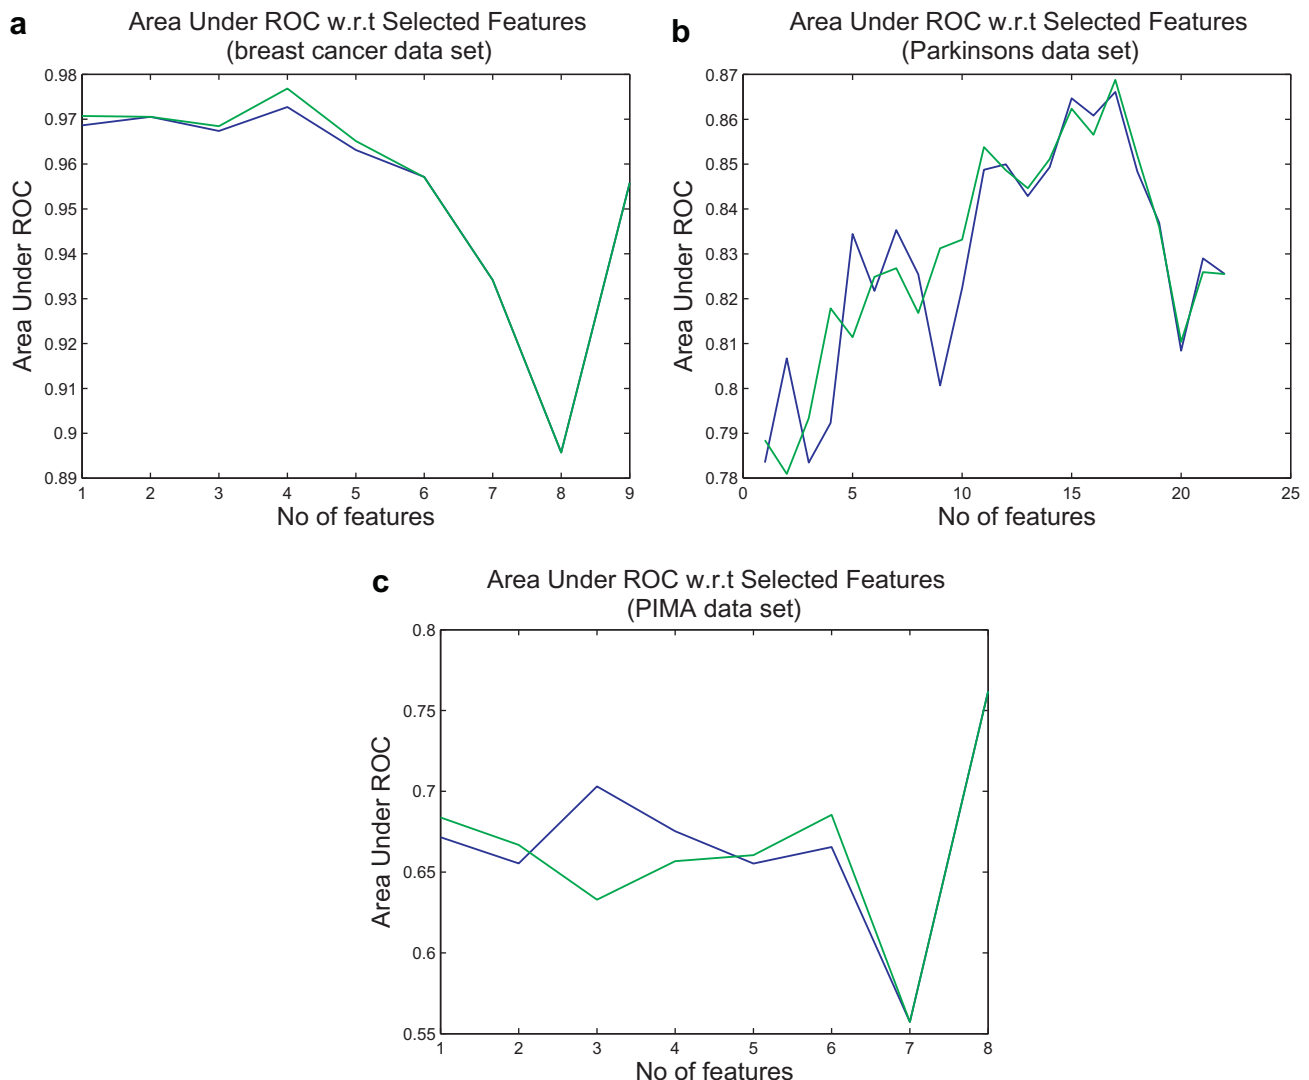 a
Area Under ROC w.r.t Selected Features
(breast cancer data set)
0.98
0.97
0.96
0.95
0.94
0.93
0.92
0.91
0.9
0.89
Area Under ROC
1 2 3 4 5 6 7 8 9
No of features
b
Area Under ROC w.r.t Selected Features
(Parkinsons data set)
0.87
0.86
0.85
0.84
0.83
0.82
0.81
0.8
0.79
0.78
Area Under ROC
0 5 10 15 20 25
No of features
c
Area Under ROC w.r.t Selected Features
(PIMA data set)
0.8
0.75
0.7
0.65
0.6
0.55
Area Under ROC
1 2 3 4 5 6 7 8
No of features